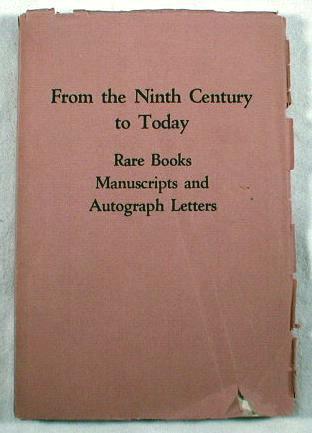 From the Ninth Century
to Today
Rare Books
Manuscripts and
Autograph Letters